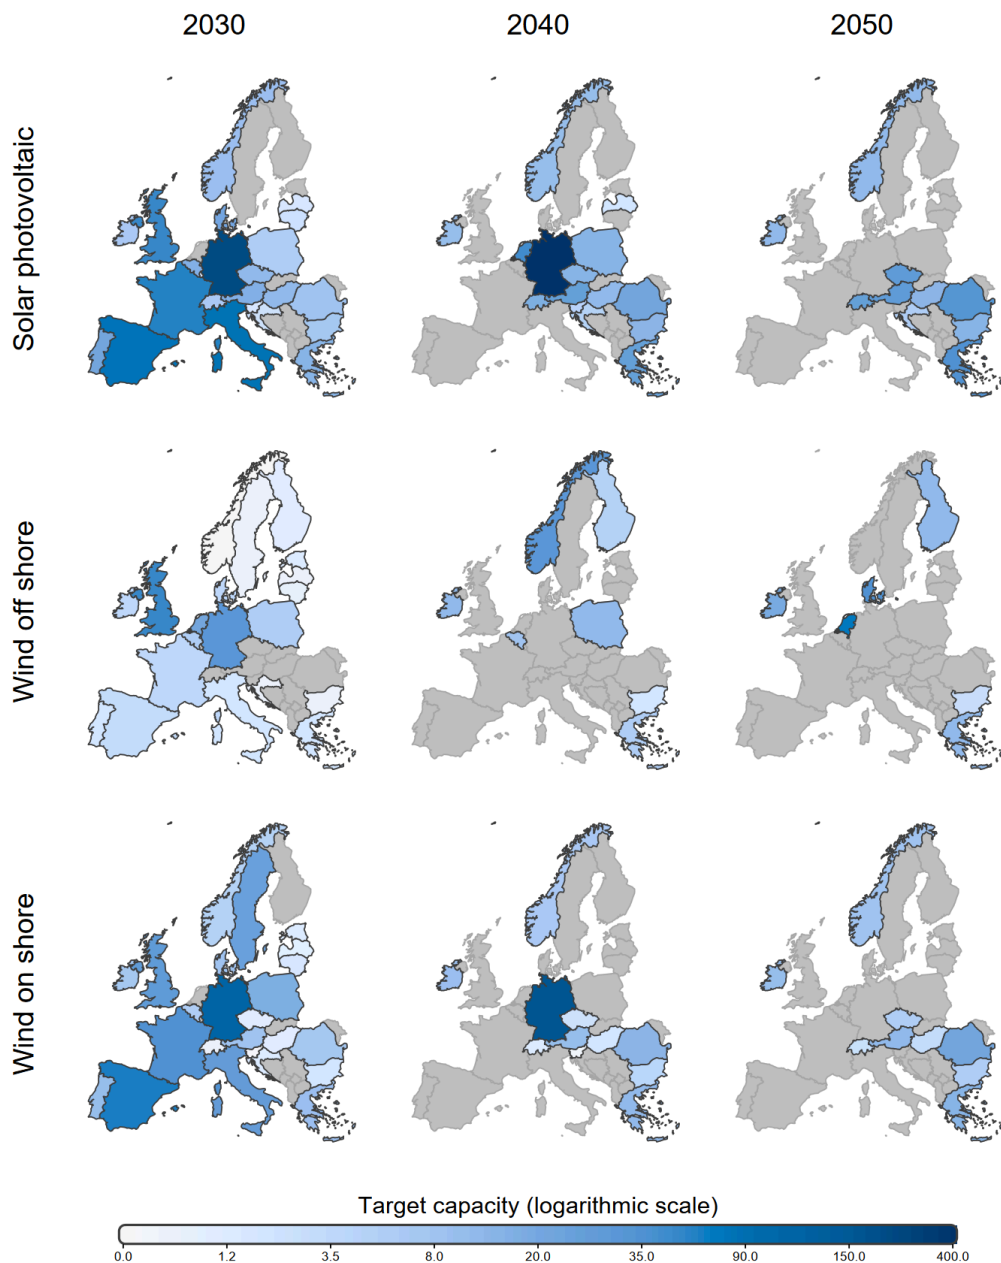 2030 2040 2050
Solar photovoltaic
Wind off shore
Wind on shore
Target capacity (logarithmic scale)
0.0 1.2 3.5 8.0 20.0 35.0 90.0 150.0 400.0